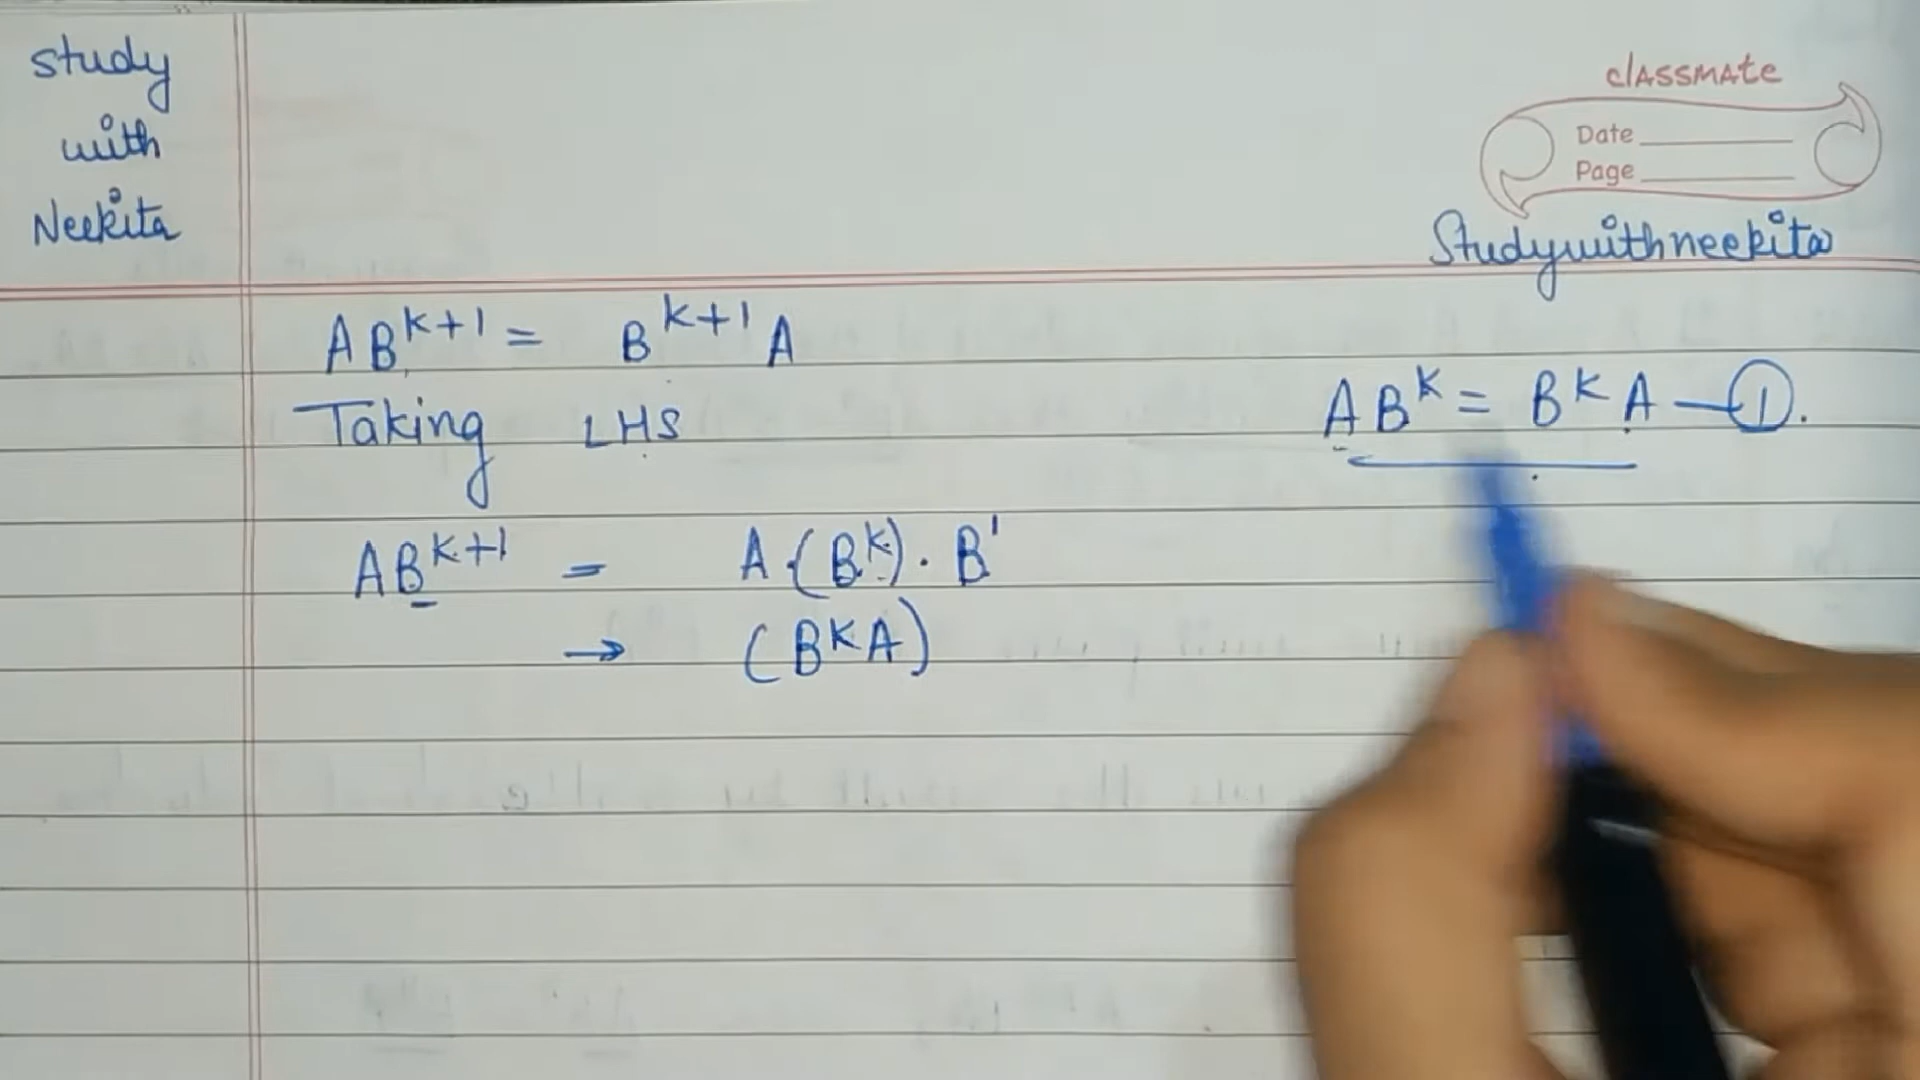 study
with
Neekita
classmate
Date
Page
Studywithneekita
AB^{k+1} = B^{k+1} A
AB^k = B^k A — ①.
Taking LHS
AB^{k+1} = A.(B^k).B^1
→ (B^k A)